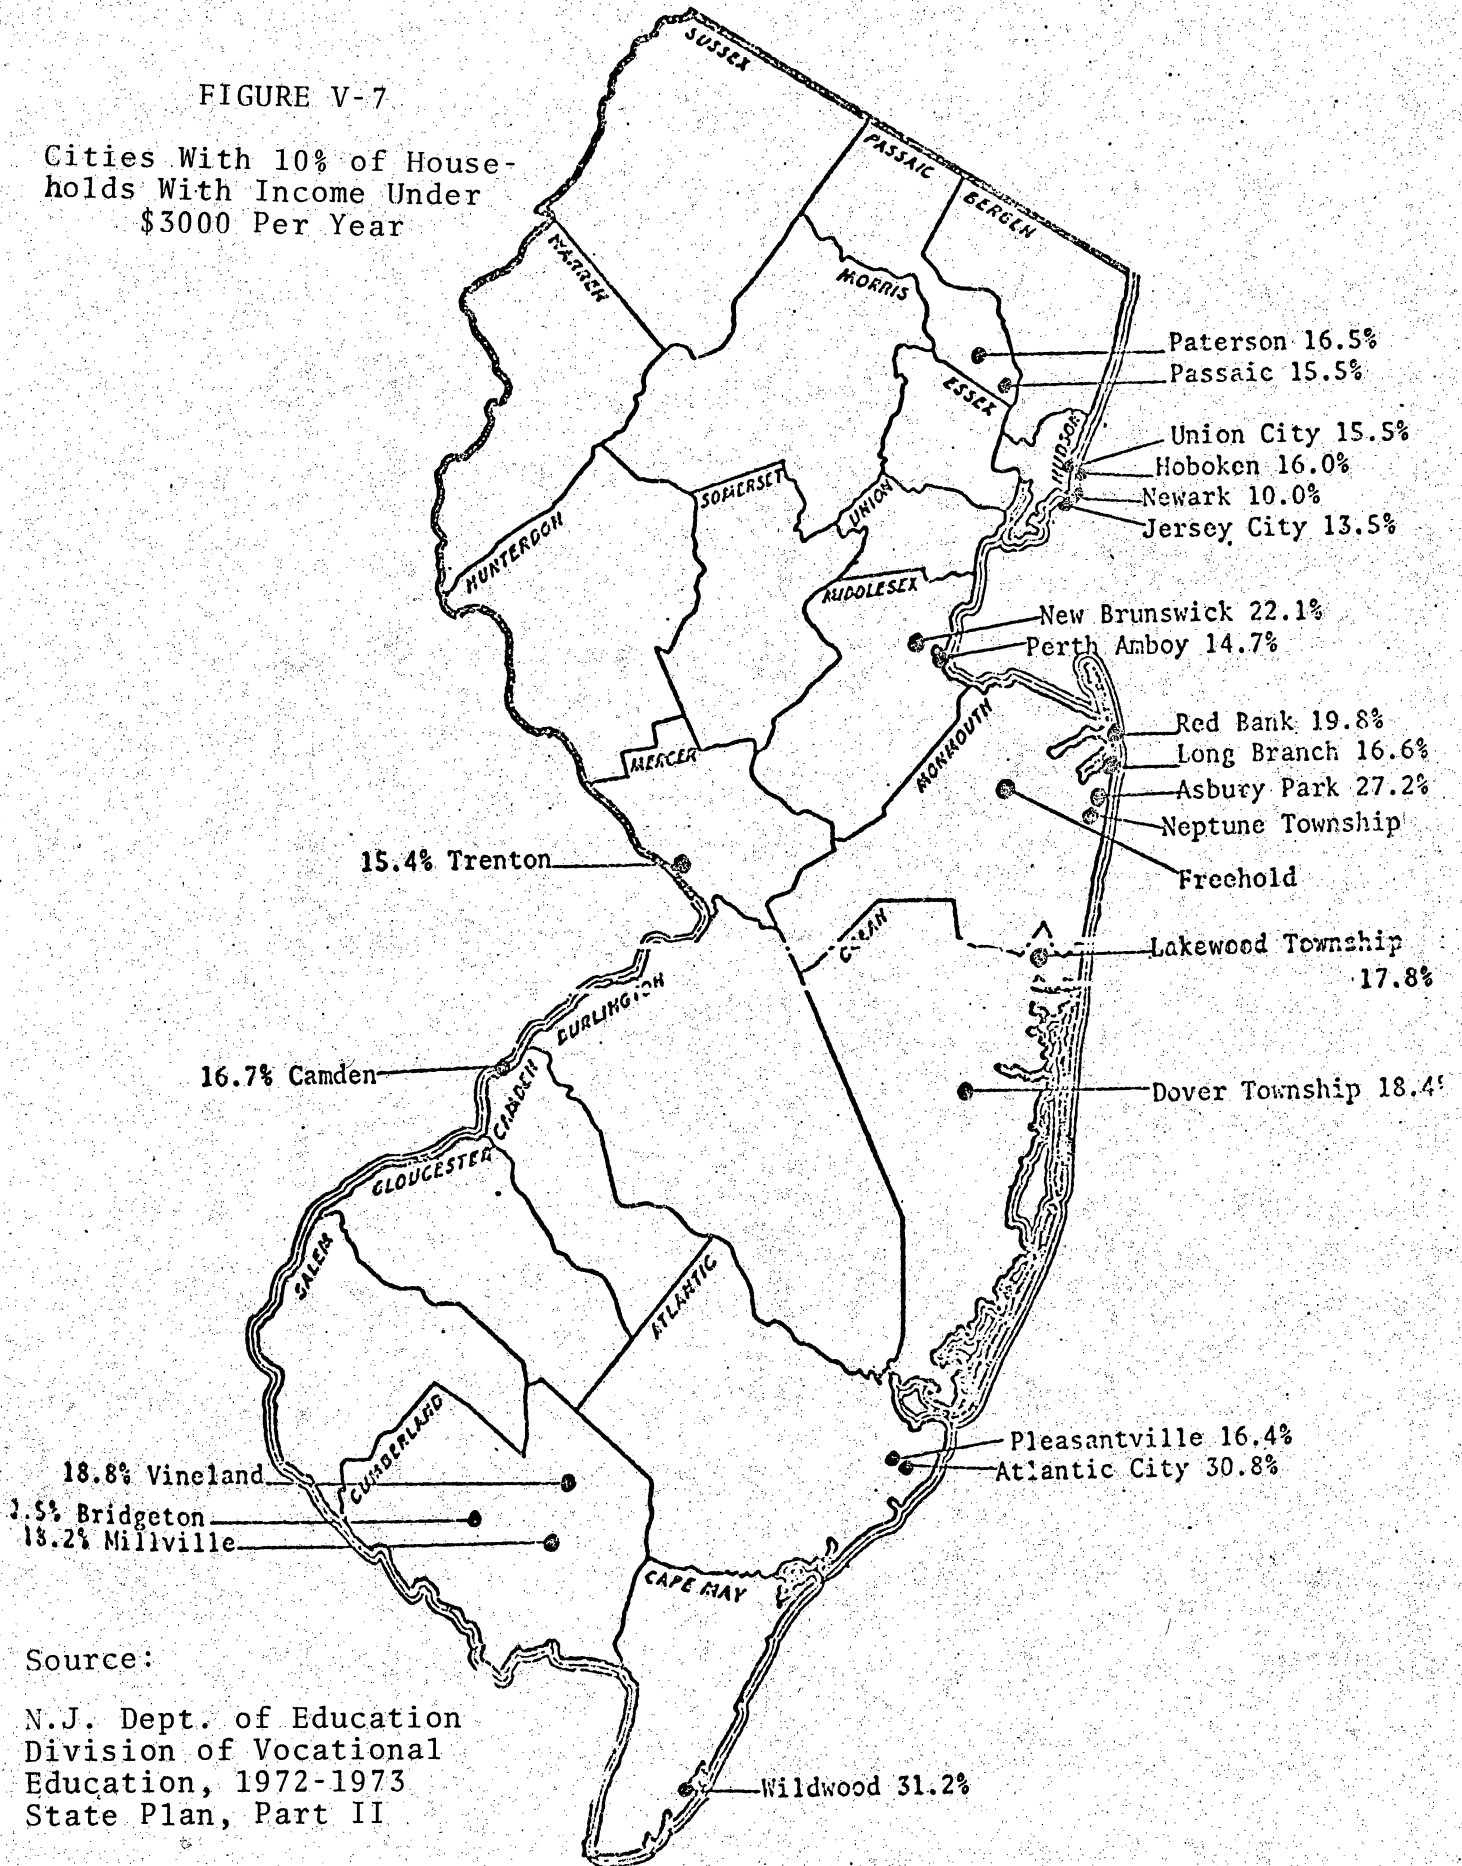 FIGURE V-7
Cities With 10% of House-
holds With Income Under
$3000 Per Year
SUSSEX
PASSAIC
BERGEN
WARREN
MORRIS
Paterson 16.5%
Passaic 15.5%
ESSEX
HUDSON
Union City 15.5%
Hoboken 16.0%
Newark 10.0%
Jersey City 13.5%
SOMERSET
UNION
HUNTERDON
MIDDLESEX
New Brunswick 22.1%
Perth Amboy 14.7%
MONMOUTH
Red Bank 19.8%
Long Branch 16.6%
Asbury Park 27.2%
Neptune Township
Freehold
MERCER
15.4% Trenton
OCEAN
Lakewood Township
17.8%
BURLINGTON
16.7% Camden
CAMDEN
Dover Township 18.4%
GLOUCESTER
SALEM
ATLANTIC
CUMBERLAND
Pleasantville 16.4%
Atlantic City 30.8%
18.8% Vineland
Bridgeton
18.2% Millville
CAPE MAY
Wildwood 31.2%
Source:
N.J. Dept. of Education
Division of Vocational
Education, 1972-1973
State Plan, Part II